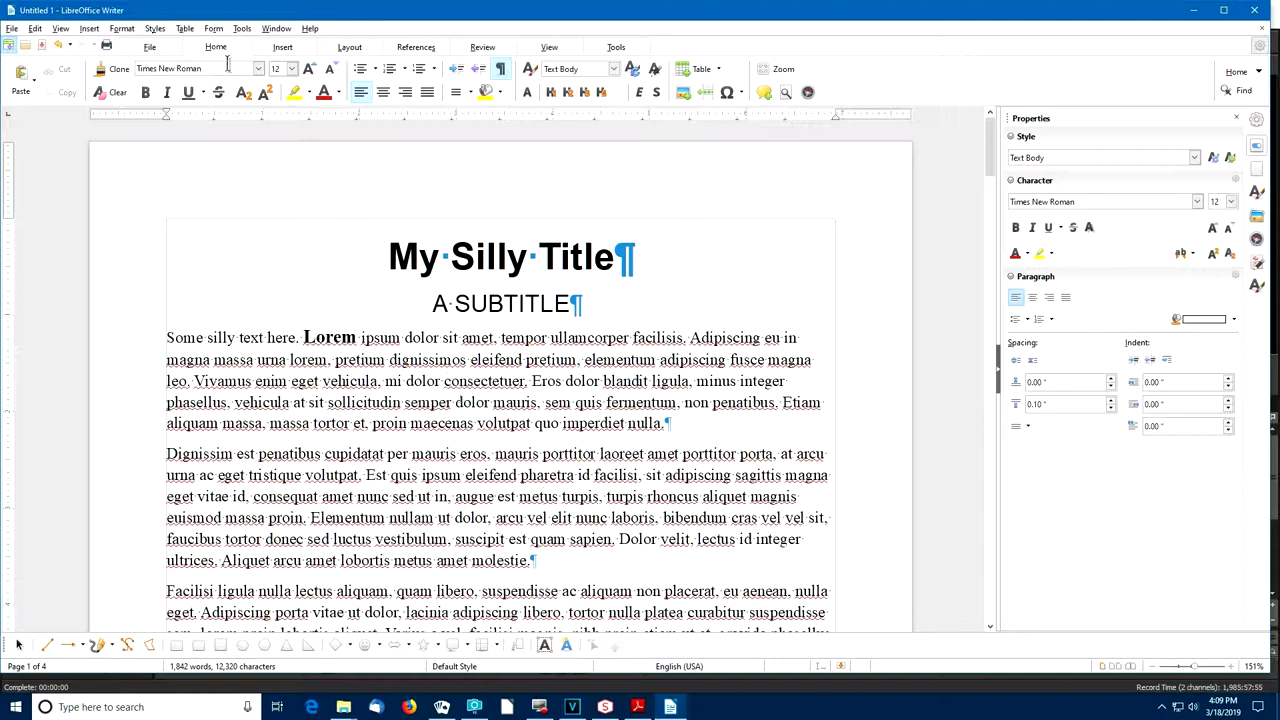 Untitled 1 - LibreOffice Writer
File Edit View Insert Format Styles Table Form Tools Window Help
File Home Insert Layout References Review View Tools
Cut Clone Times New Roman 12 Text Body Table Zoom Home
Paste Copy Clear Find
Properties
Style
Text Body
Character
Times New Roman 12
Paragraph
Spacing: Indent:
0.00 " 0.00 "
0.10 " 0.00 "
0.00 "
My Silly Title¶
A SUBTITLE¶
Some silly text here. Lorem ipsum dolor sit amet, tempor ullamcorper facilisis. Adipiscing eu in
magna massa urna lorem, pretium dignissimos eleifend pretium, elementum adipiscing fusce magna
leo. Vivamus enim eget vehicula, mi dolor consectetuer. Eros dolor blandit ligula, minus integer
phasellus, vehicula at sit sollicitudin semper dolor mauris, sem quis fermentum, non penatibus. Etiam
aliquam massa, massa tortor et, proin maecenas volutpat quo imperdiet nulla.¶
Dignissim est penatibus cupidatat per mauris eros, mauris porttitor laoreet amet porttitor porta, at arcu
urna ac eget tristique volutpat. Est quis ipsum eleifend pharetra id facilisi, sit adipiscing sagittis magna
eget vitae id, consequat amet nunc sed ut in, augue est metus turpis, turpis rhoncus aliquet magnis
euismod massa proin. Elementum nullam ut dolor, arcu vel elit nunc laboris, bibendum cras vel vel sit,
faucibus tortor donec sed luctus vestibulum, suscipit est quam sapien. Dolor velit, lectus id integer
ultrices. Aliquet arcu amet lobortis metus amet molestie.¶
Facilisi ligula nulla lectus aliquam, quam libero, suspendisse ac aliquam non placerat, eu aenean, nulla
eget. Adipiscing porta vitae ut dolor, lacinia adipiscing libero, tortor nulla platea curabitur suspendisse
Page 1 of 4 1,842 words, 12,320 characters Default Style English (USA) 151%
Complete: 00:00:00 Record Time (2 channels): 1,985:57:55
Type here to search 4:09 PM
3/18/2019